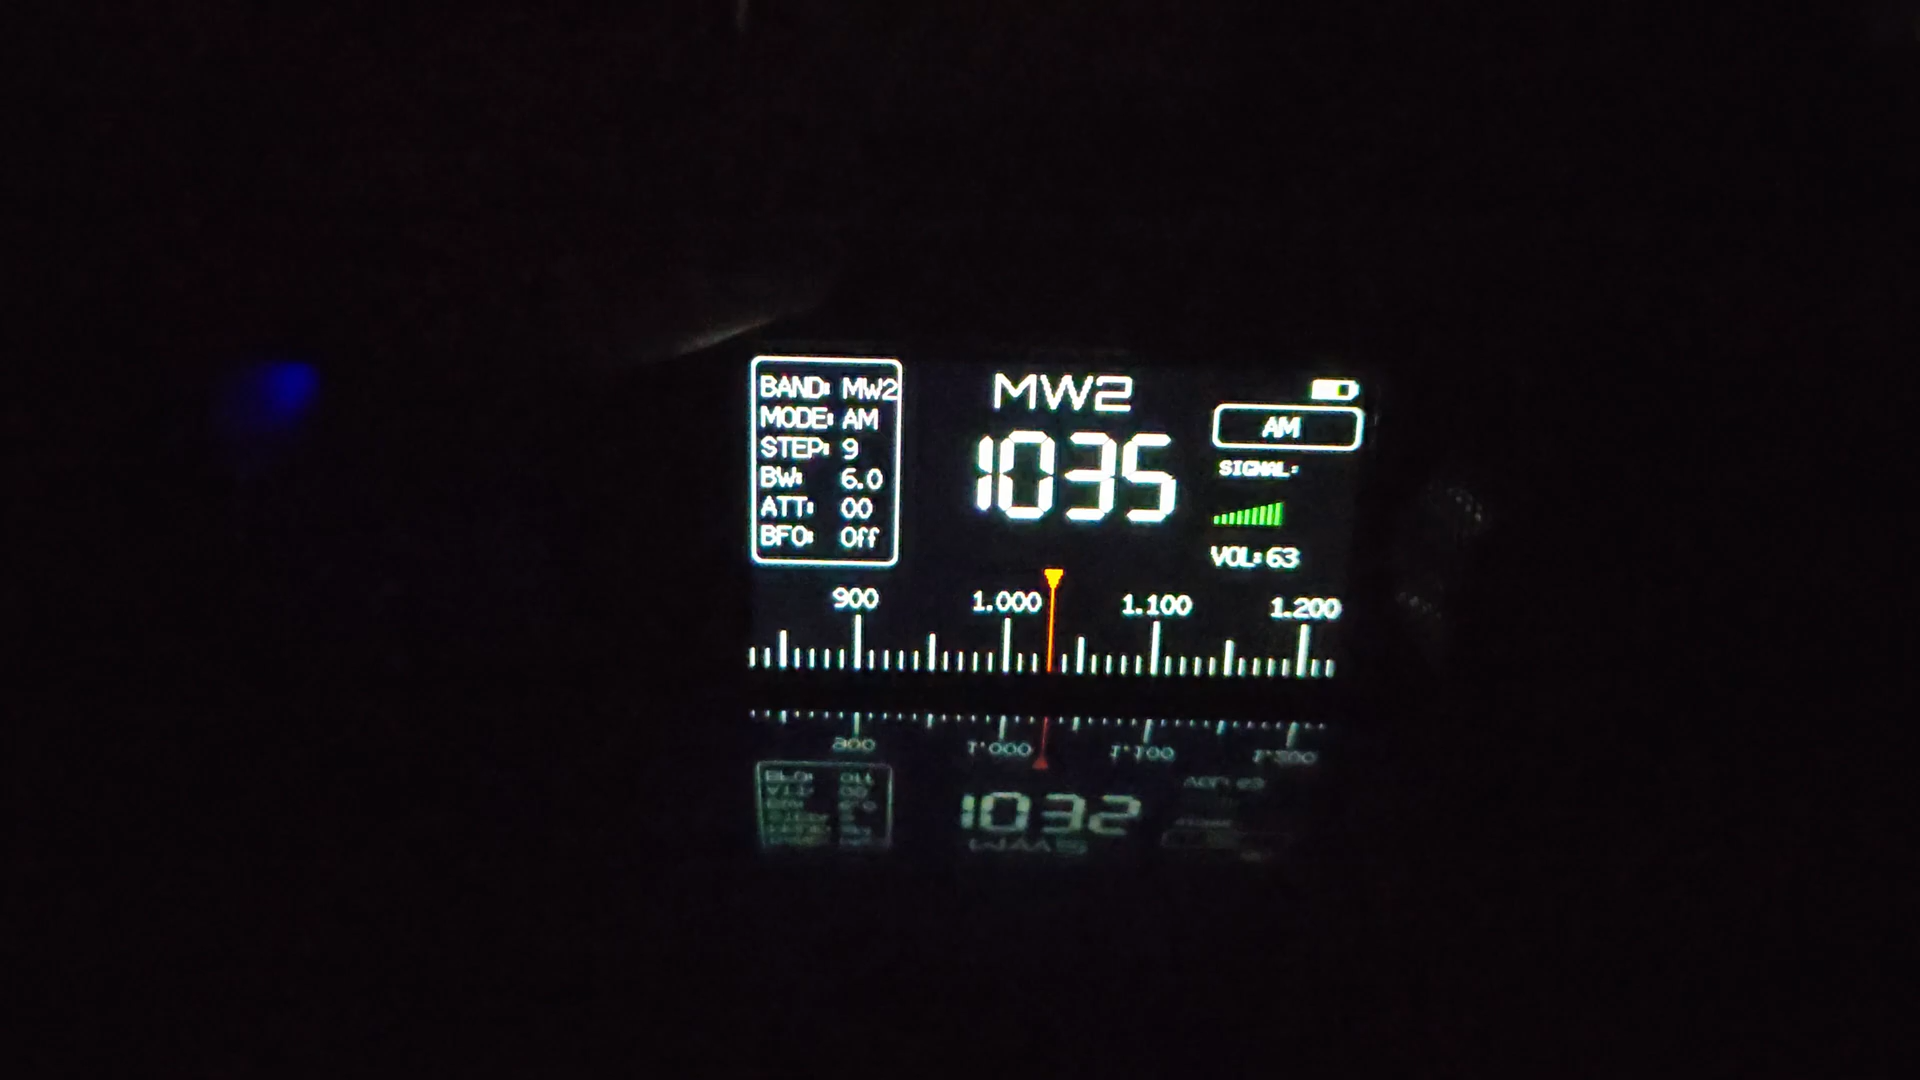 BAND: MW2
MODE: AM
STEP: 9
BW: 6.0
ATT: 00
BFO: Off
MW2
1035
AM
SIGNAL:
VOL: 63
900 1.000 1.100 1.200